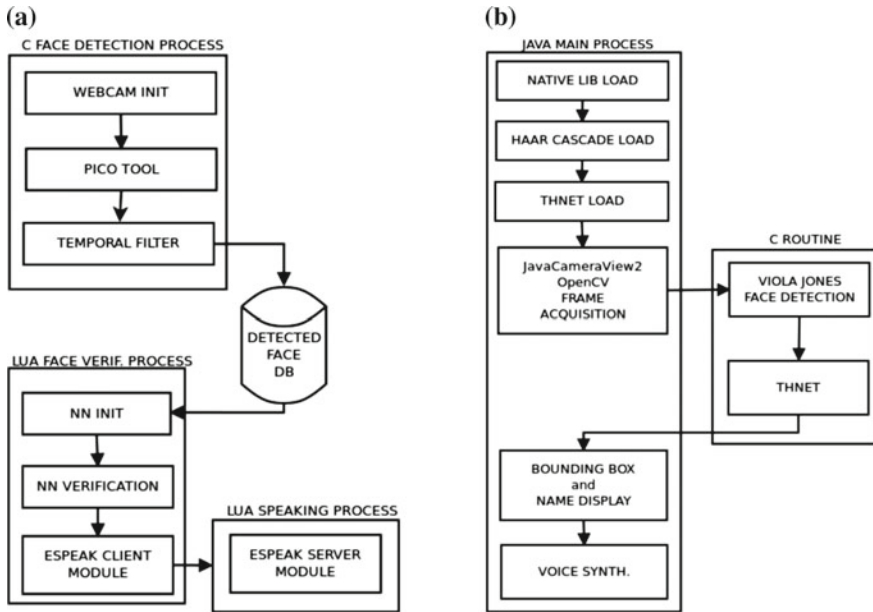 (a)
C FACE DETECTION PROCESS
WEBCAM INIT
PICO TOOL
TEMPORAL FILTER
DETECTED
FACE
DB
LUA FACE VERIF. PROCESS
NN INIT
NN VERIFICATION
ESPEAK CLIENT
MODULE
LUA SPEAKING PROCESS
ESPEAK SERVER
MODULE
(b)
JAVA MAIN PROCESS
NATIVE LIB LOAD
HAAR CASCADE LOAD
THNET LOAD
JavaCameraView2
OpenCV
FRAME
ACQUISITION
C ROUTINE
VIOLA JONES
FACE DETECTION
THNET
BOUNDING BOX
and
NAME DISPLAY
VOICE SYNTH.